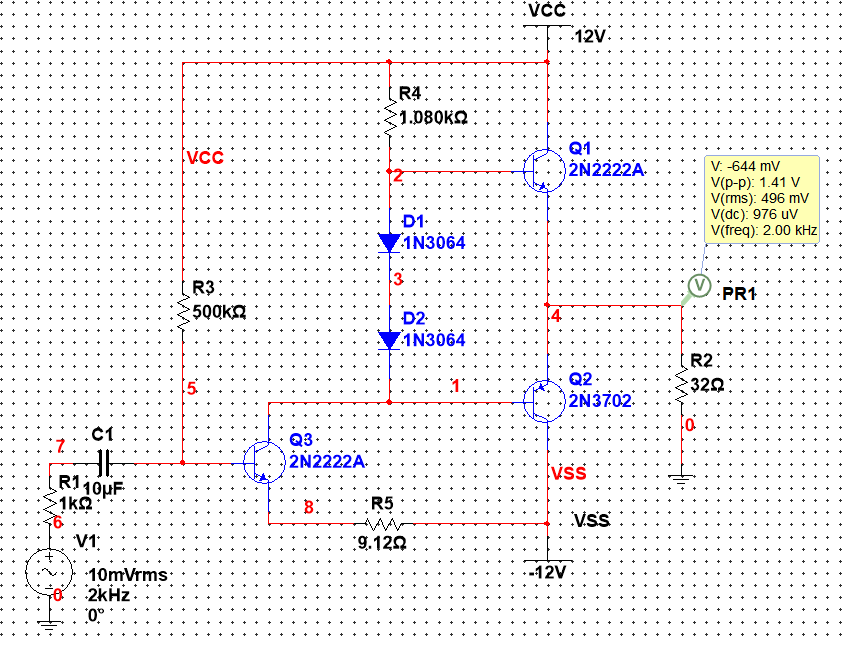 VCC
12V
R4
1.080kΩ
VCC
Q1
2N2222A
2
V: -644 mV
V(p-p): 1.41 V
V(rms): 496 mV
V(dc): 976 uV
V(freq): 2.00 kHz
D1
1N3064
3
V
PR1
R3
500kΩ
D2
1N3064
4
R2
32Ω
5
1
Q2
2N3702
0
7
C1
10µF
Q3
2N2222A
VSS
R1
1kΩ
6
8
R5
9.12Ω
VSS
V1
-12V
10mVrms
2kHz
0°
0